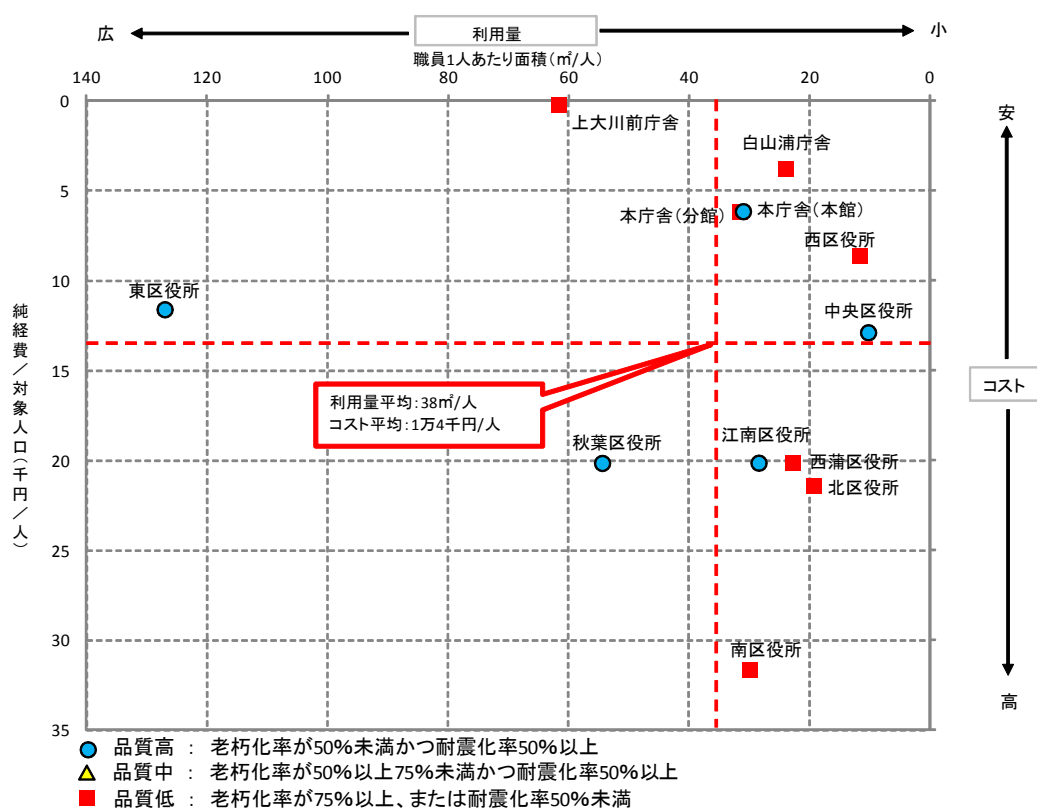 広
利用量
小
職員1人あたり面積(㎡/人)
140
120
100
80
60
40
20
0
0
5
10
15
20
25
30
35
純経費/対象人口(千円/人)
安
コスト
高
上大川前庁舎
白山浦庁舎
本庁舎(分館)
本庁舎(本館)
西区役所
東区役所
中央区役所
利用量平均:38㎡/人
コスト平均:1万4千円/人
秋葉区役所
江南区役所
西蒲区役所
北区役所
南区役所
品質高 : 老朽化率が50%未満かつ耐震化率50%以上
品質中 : 老朽化率が50%以上75%未満かつ耐震化率50%以上
品質低 : 老朽化率が75%以上、または耐震化率50%未満